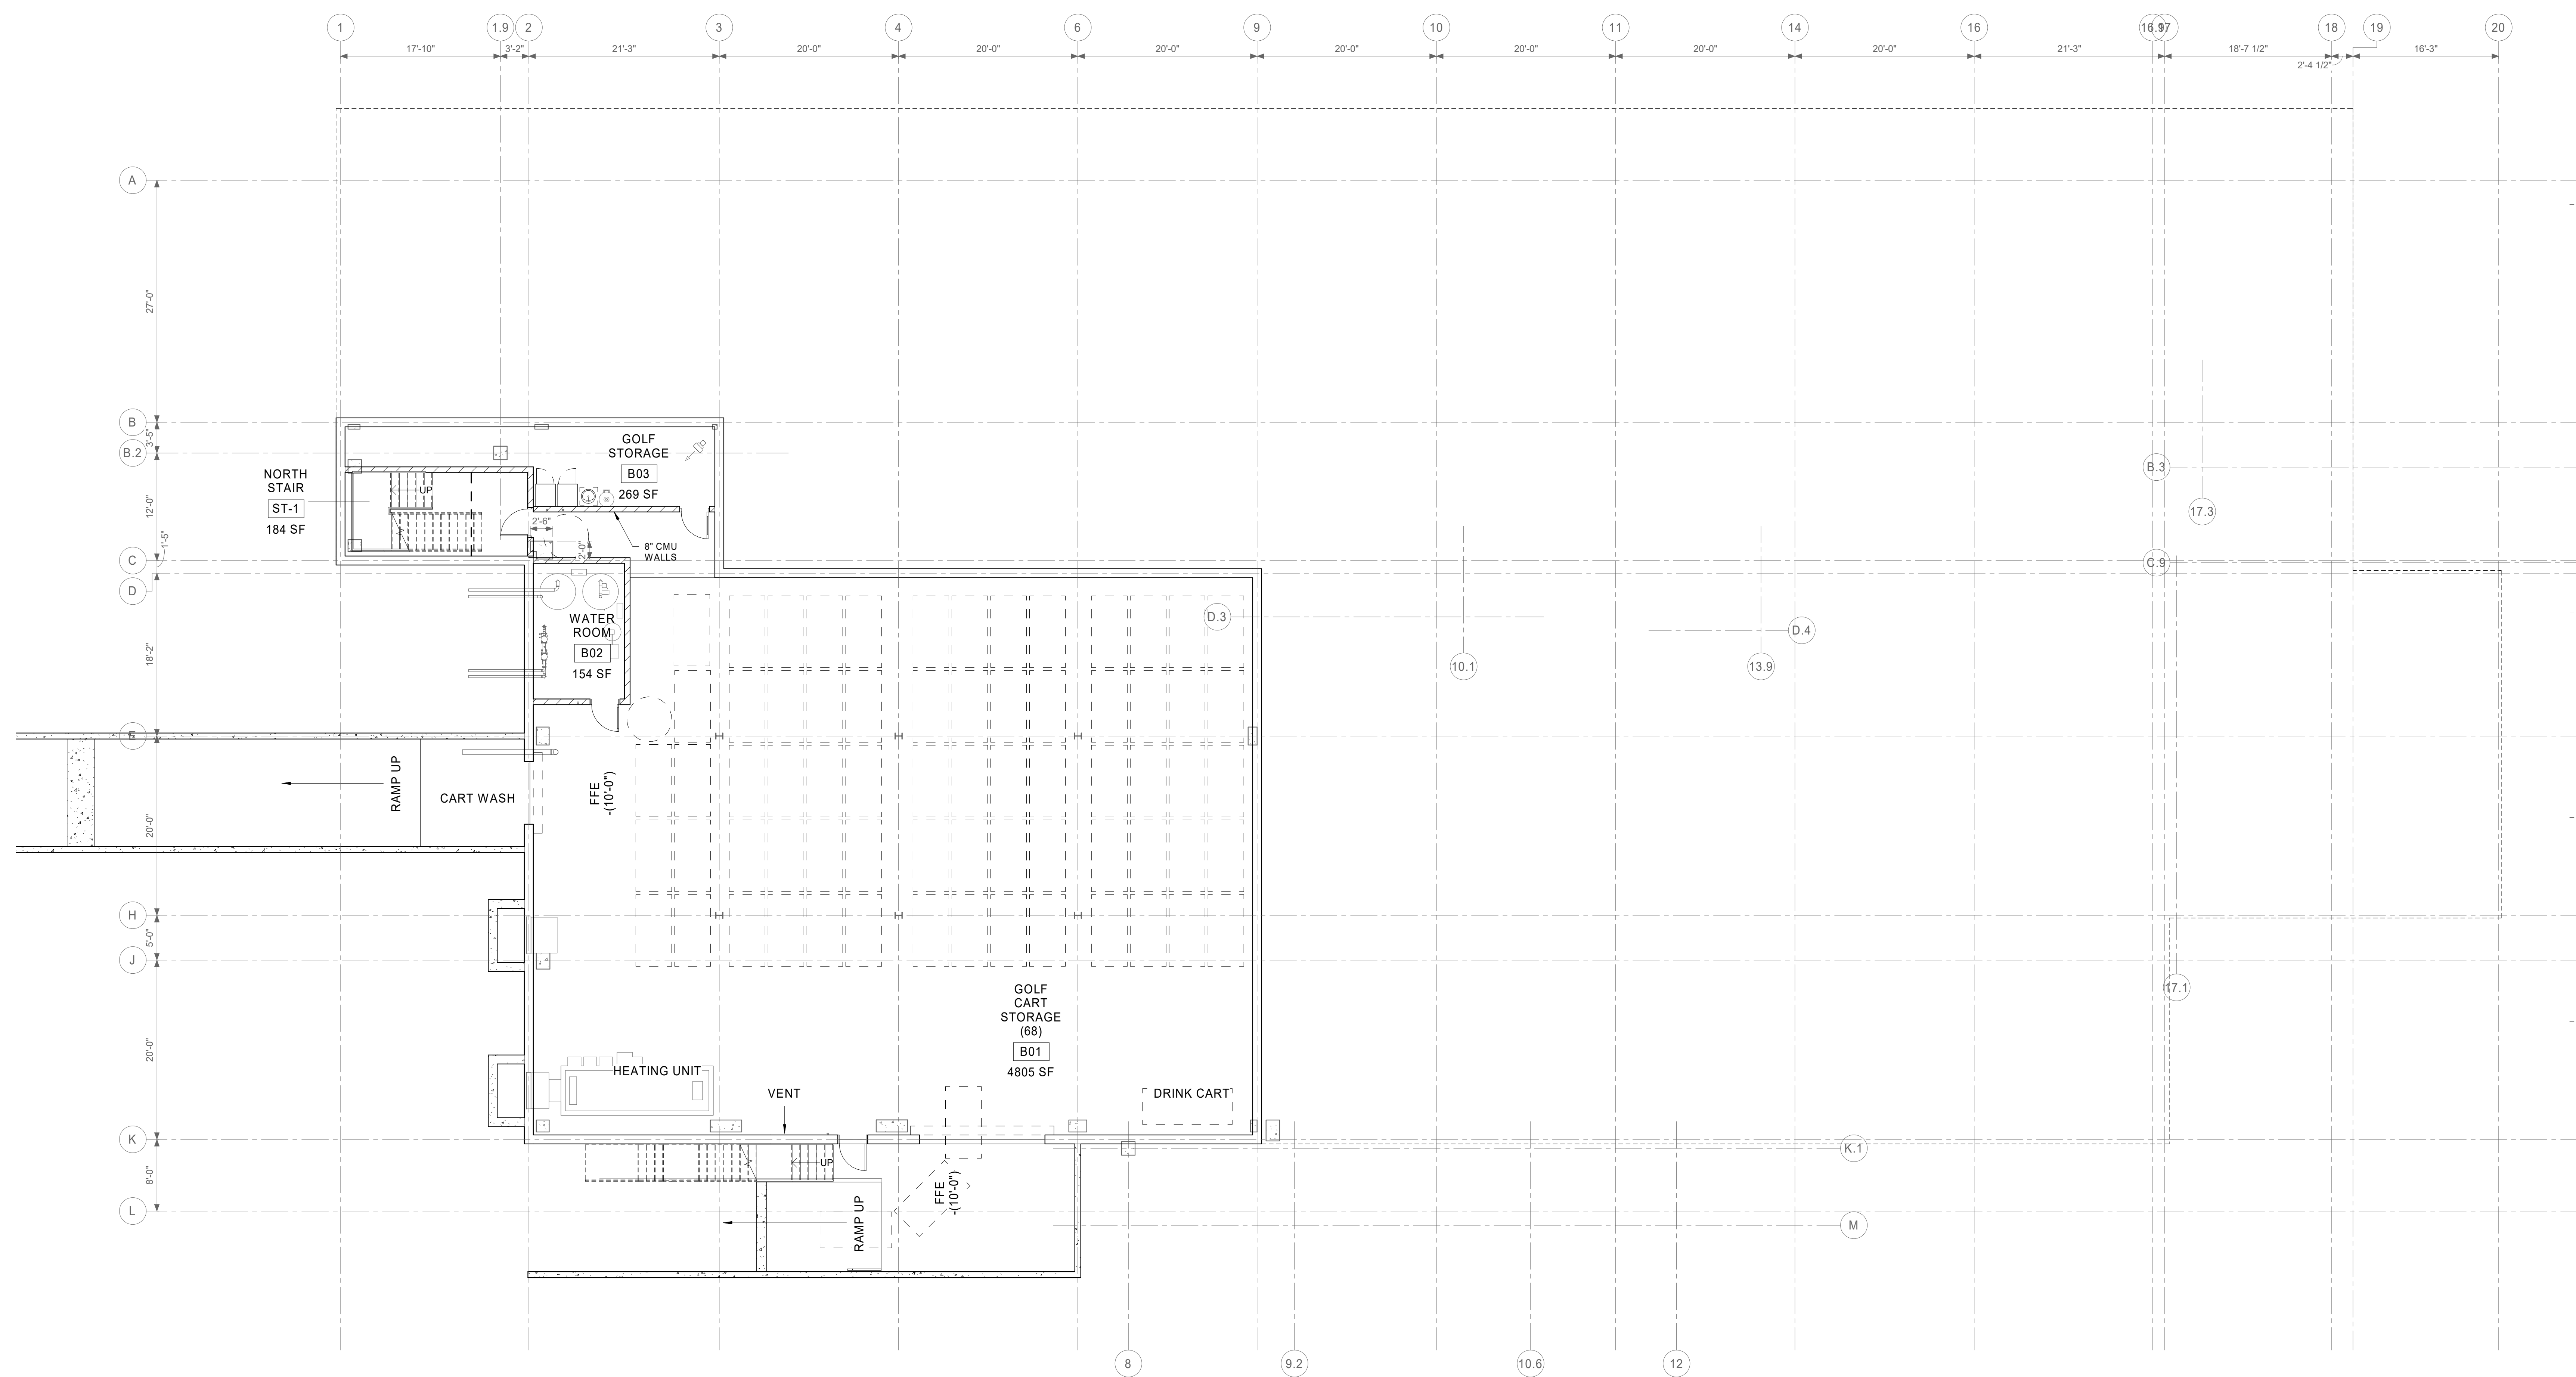 1
1.9
2
3
4
6
9
10
11
14
16
16.9
17
18
19
20
17'-10"
3'-2"
21'-3"
20'-0"
20'-0"
20'-0"
20'-0"
20'-0"
20'-0"
20'-0"
21'-3"
18'-7 1/2"
2'-4 1/2"
16'-3"
A
27'-0"
B
3'-5"
B.2
12'-0"
1'-5"
C
D
18'-2"
E
20'-0"
H
5'-0"
J
20'-0"
K
8'-0"
L
NORTH
STAIR
ST-1
184 SF
UP
GOLF
STORAGE
B03
269 SF
2'-6"
2'-0"
8" CMU
WALLS
WATER
ROOM
B02
154 SF
B.3
17.3
C.9
D.3
D.4
10.1
13.9
RAMP UP
CART WASH
FFE
-(10'-0")
17.1
GOLF
CART
STORAGE
(68)
B01
4805 SF
HEATING UNIT
VENT
DRINK CART
UP
FFE
-(10'-0")
RAMP UP
K.1
M
8
9.2
10.6
12